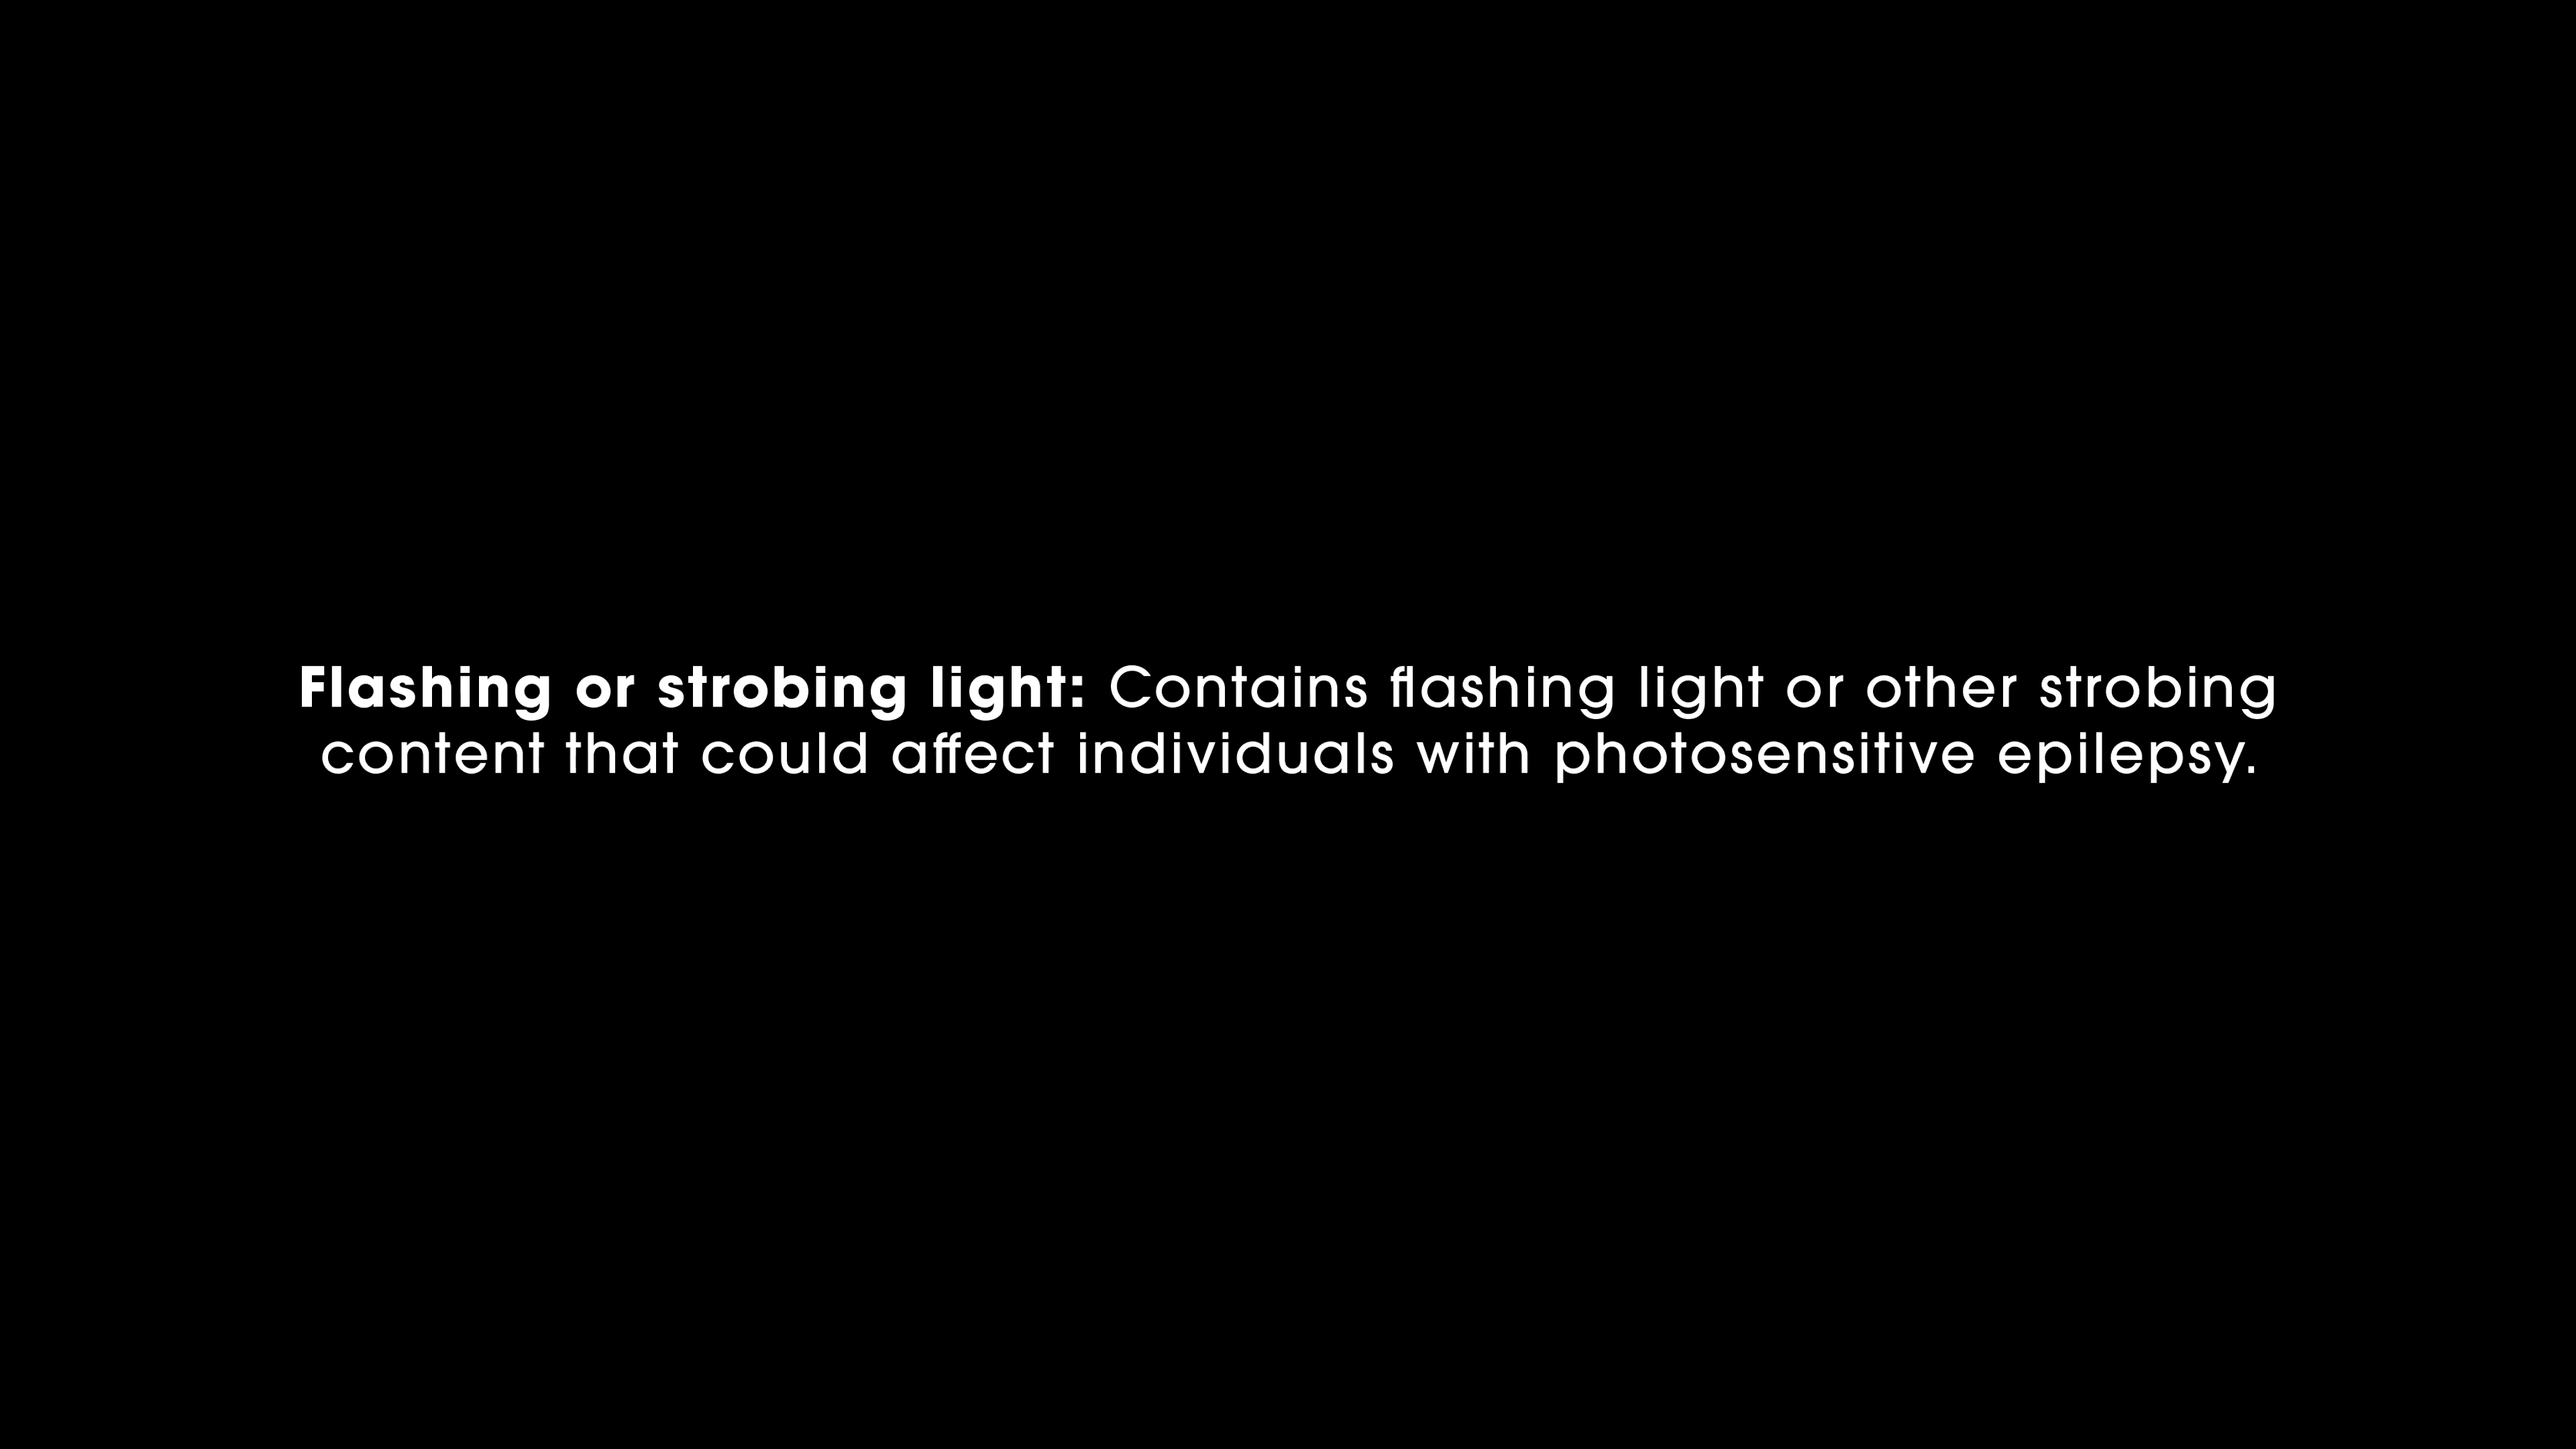 Flashing or strobing light: Contains flashing light or other strobing
content that could affect individuals with photosensitive epilepsy.